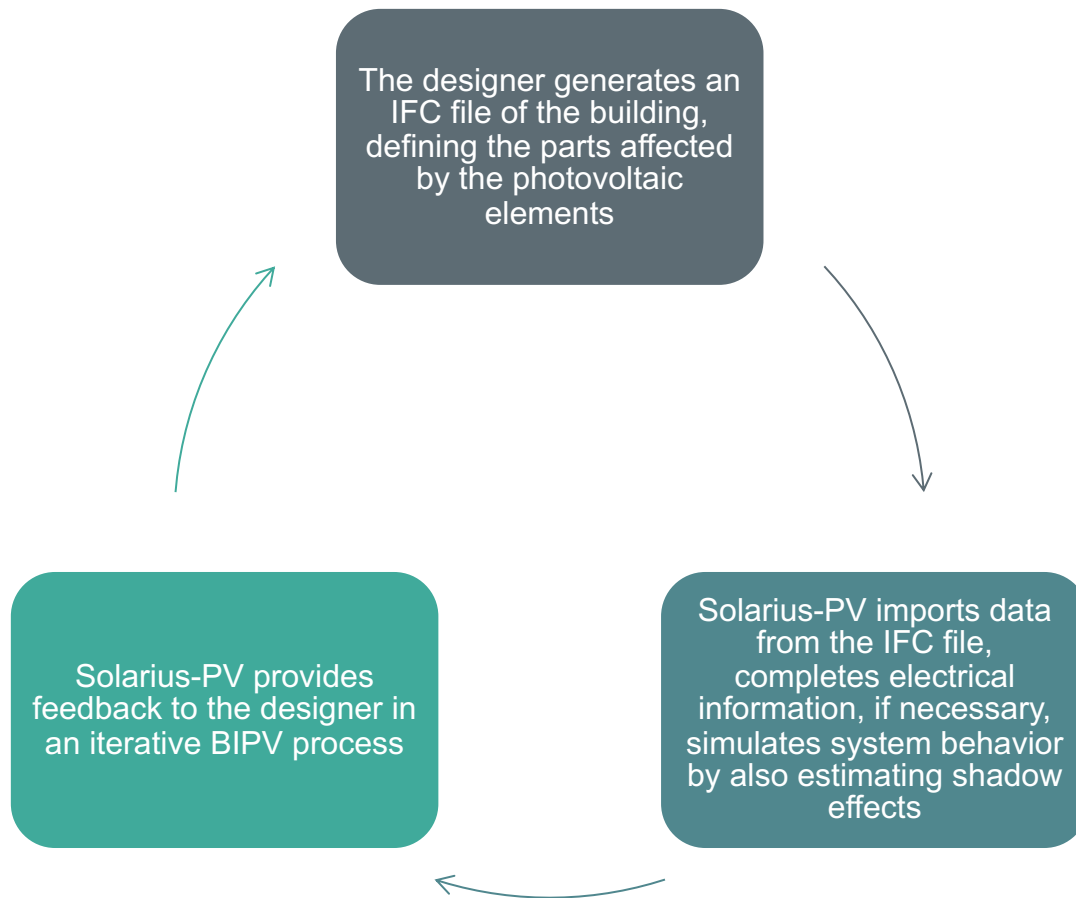 The designer generates an
IFC file of the building,
defining the parts affected
by the photovoltaic
elements
Solarius-PV imports data
from the IFC file,
completes electrical
information, if necessary,
simulates system behavior
by also estimating shadow
effects
Solarius-PV provides
feedback to the designer in
an iterative BIPV process